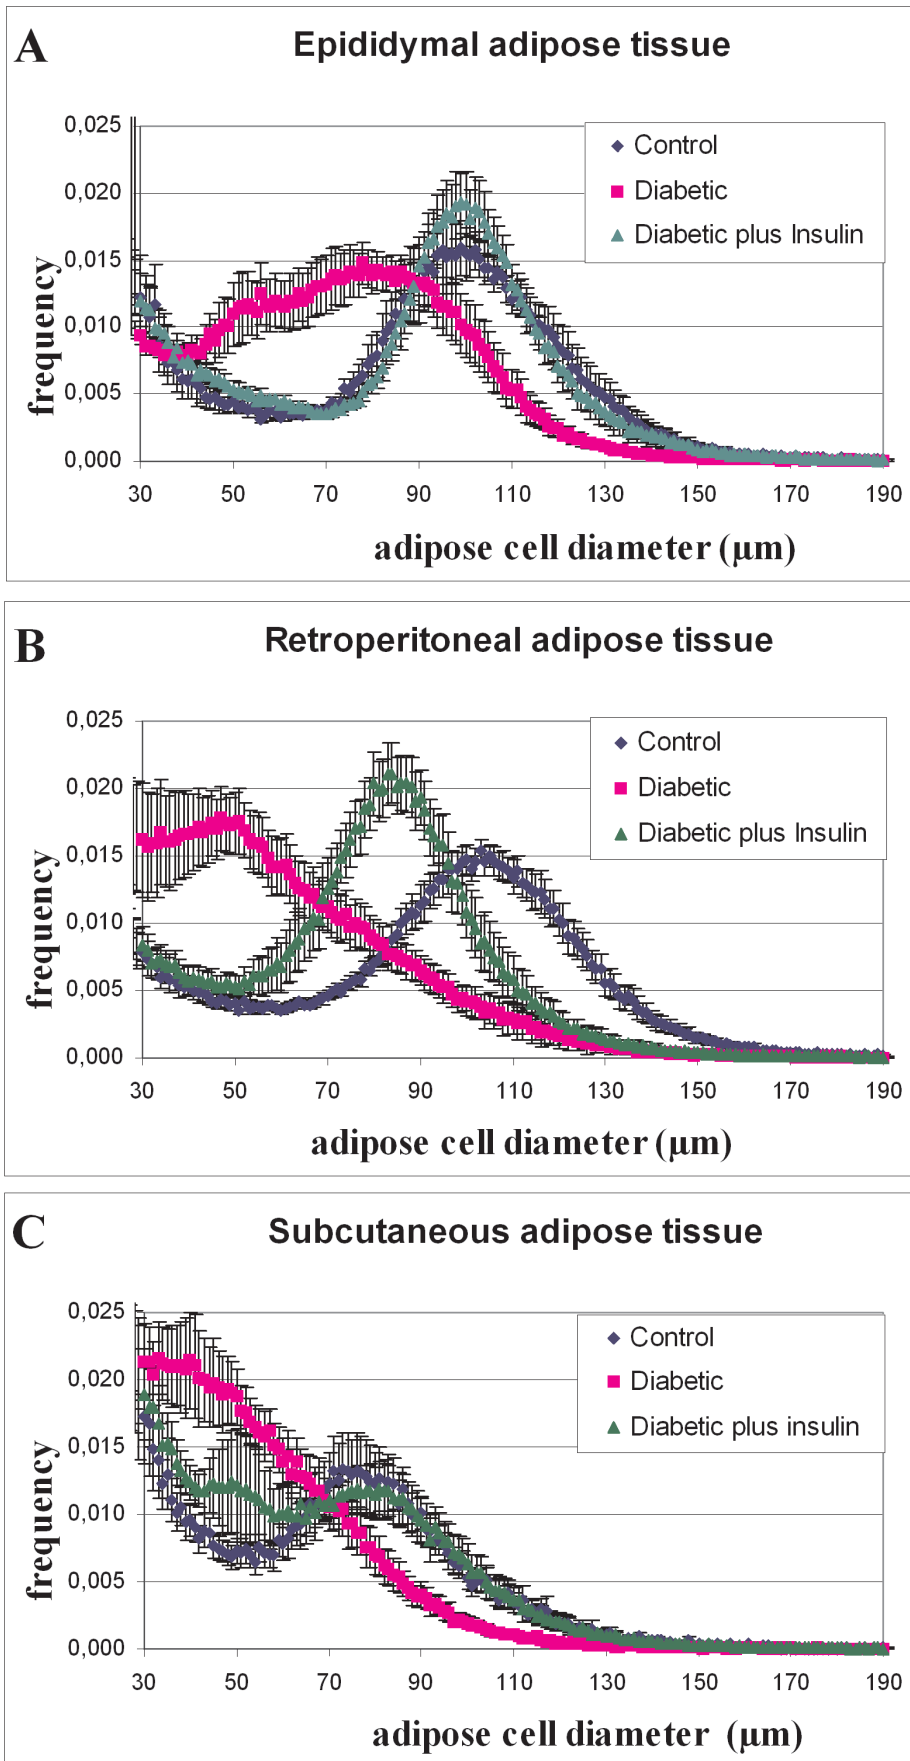 A
Epididymal adipose tissue
0,025
0,020
0,015
0,010
0,005
0,000
frequency
Control
Diabetic
Diabetic plus Insulin
30 50 70 90 110 130 150 170 190
adipose cell diameter (μm)
B
Retroperitoneal adipose tissue
0,025
0,020
0,015
0,010
0,005
0,000
frequency
Control
Diabetic
Diabetic plus Insulin
30 50 70 90 110 130 150 170 190
adipose cell diameter (μm)
C
Subcutaneous adipose tissue
0,025
0,020
0,015
0,010
0,005
0,000
frequency
Control
Diabetic
Diabetic plus insulin
30 50 70 90 110 130 150 170 190
adipose cell diameter (μm)